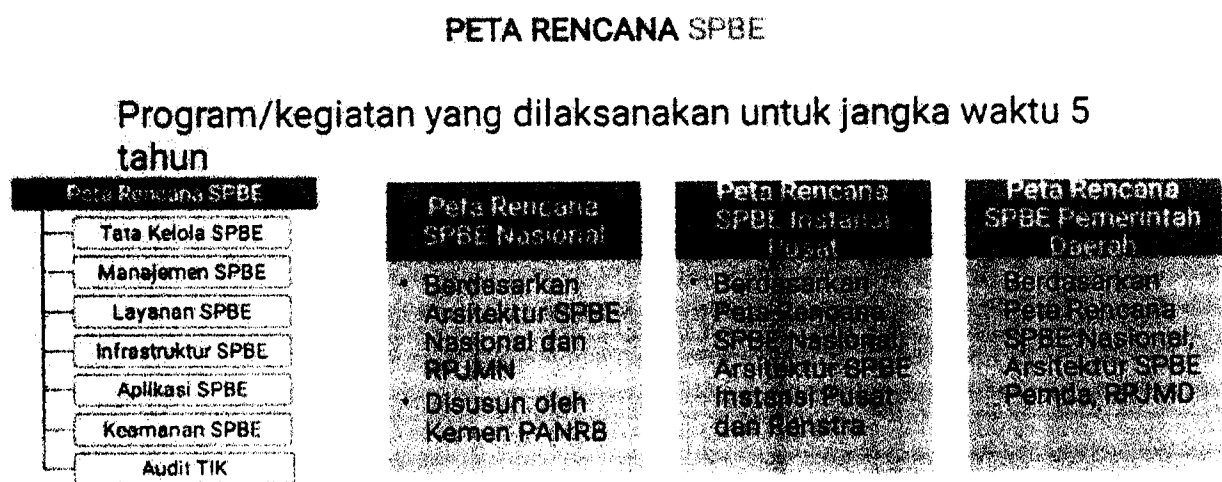 PETA RENCANA SPBE
Program/kegiatan yang dilaksanakan untuk jangka waktu 5
tahun
Peta Rencana SPBE
Tata Kelola SPBE
Manajemen SPBE
Layanan SPBE
Infrastruktur SPBE
Aplikasi SPBE
Keamanan SPBE
Audit TIK
Peta Rencana
SPBE Nasional
• Berdasarkan
Arsitektur SPBE
Nasional dan
RPJMN
• Disusun oleh
Kemen PANRB
Peta Rencana
SPBE Instansi
Pusat
• Berdasarkan
Peta Rencana
SPBE Nasional,
Arsitektur SPBE
Instansi Pusat
dan Renstra
Peta Rencana
SPBE Pemerintah
Daerah
• Berdasarkan
Peta Rencana
SPBE Nasional,
Arsitektur SPBE
Pemda, RPJMD